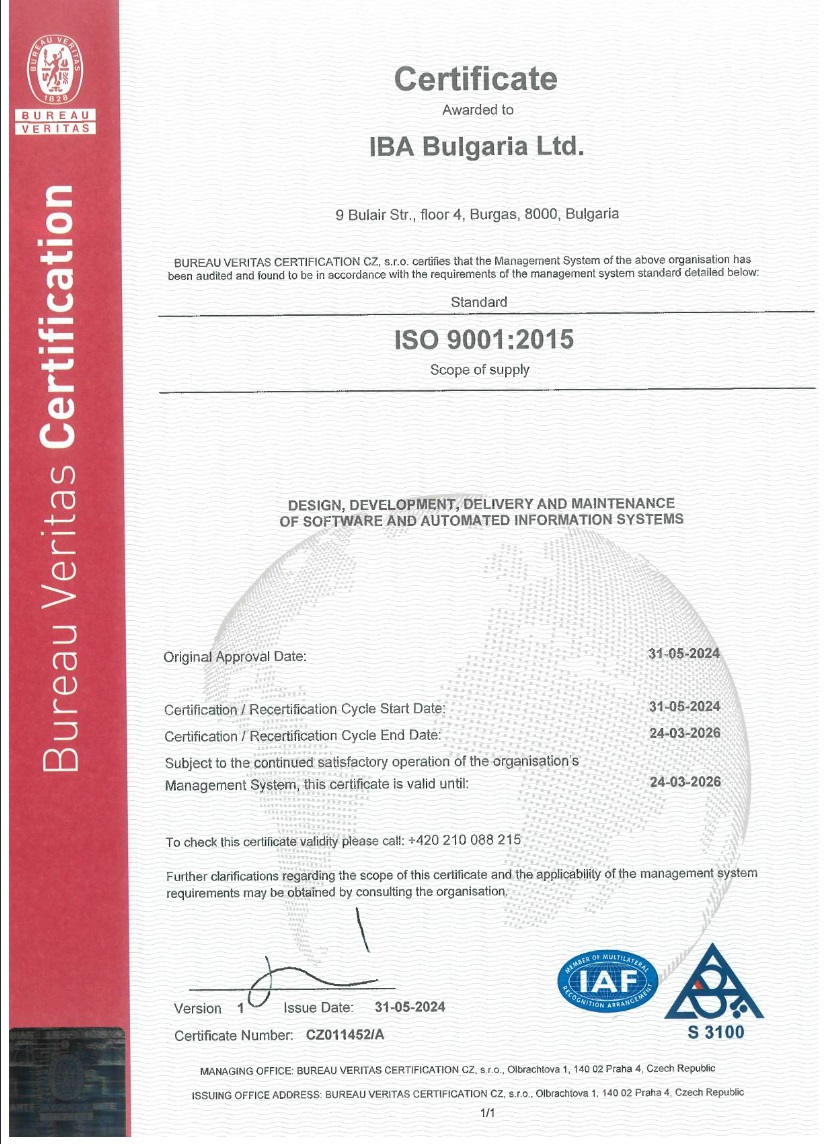 BUREAU VERITAS
1828
BUREAU
VERITAS
Bureau Veritas Certification
Certificate
Awarded to
IBA Bulgaria Ltd.
9 Bulair Str., floor 4, Burgas, 8000, Bulgaria
BUREAU VERITAS CERTIFICATION CZ, s.r.o. certifies that the Management System of the above organisation has
been audited and found to be in accordance with the requirements of the management system standard detailed below:
Standard
ISO 9001:2015
Scope of supply
DESIGN, DEVELOPMENT, DELIVERY AND MAINTENANCE
OF SOFTWARE AND AUTOMATED INFORMATION SYSTEMS
Original Approval Date: 31-05-2024
Certification / Recertification Cycle Start Date: 31-05-2024
Certification / Recertification Cycle End Date: 24-03-2026
Subject to the continued satisfactory operation of the organisation's
Management System, this certificate is valid until: 24-03-2026
To check this certificate validity please call: +420 210 088 215
Further clarifications regarding the scope of this certificate and the applicability of the management system
requirements may be obtained by consulting the organisation.
Version 1 Issue Date: 31-05-2024
Certificate Number: CZ011452/A
MEMBER OF MULTILATERAL
IAF
RECOGNITION ARRANGEMENT
S 3100
MANAGING OFFICE: BUREAU VERITAS CERTIFICATION CZ, s.r.o., Olbrachtova 1, 140 02 Praha 4, Czech Republic
ISSUING OFFICE ADDRESS: BUREAU VERITAS CERTIFICATION CZ, s.r.o., Olbrachtova 1, 140 02 Praha 4, Czech Republic
1/1